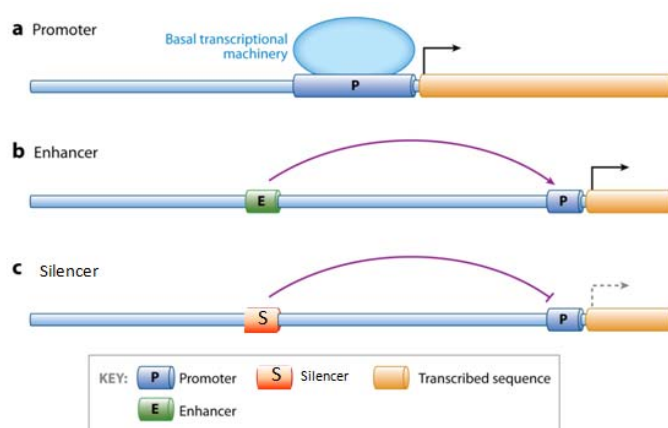 a Promoter
Basal transcriptional
machinery
P
b Enhancer
E
P
c Silencer
S
P
KEY: P Promoter S Silencer Transcribed sequence
E Enhancer